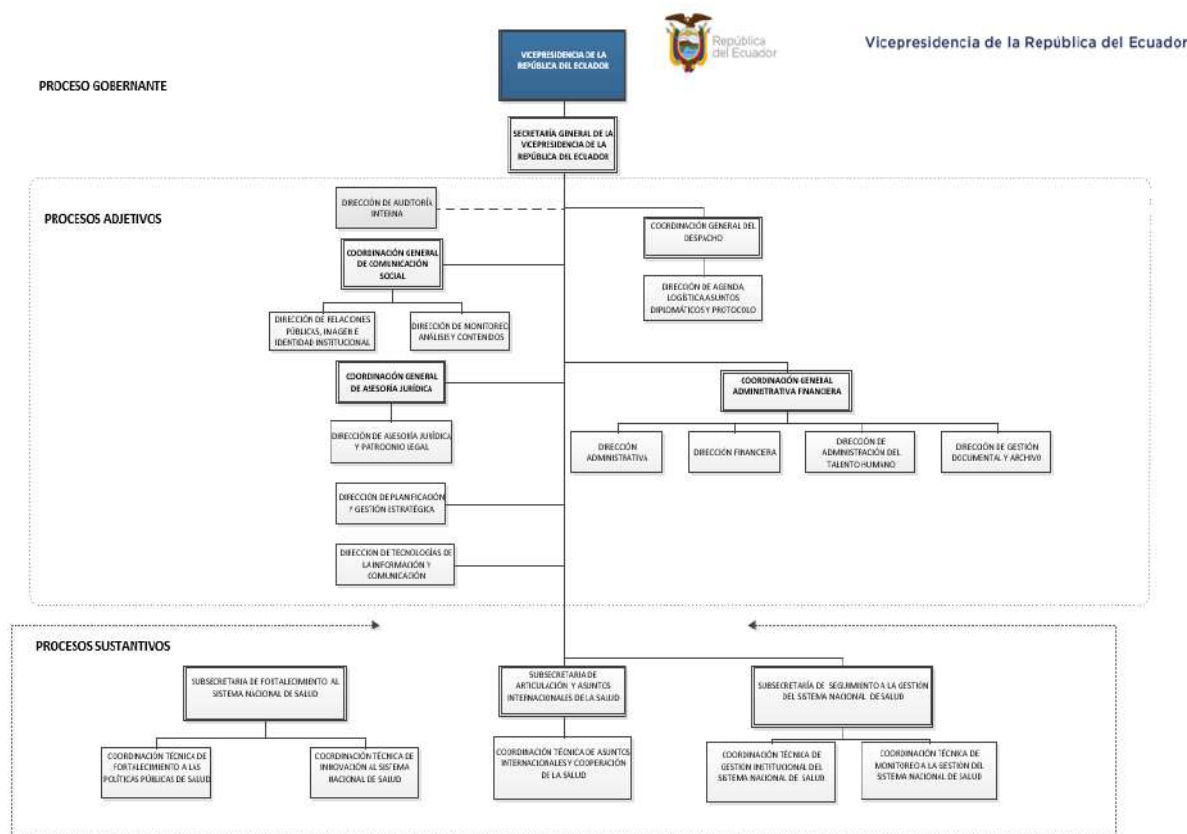 República
del Ecuador
Vicepresidencia de la República del Ecuador
VICEPRESIDENCIA DE LA
REPÚBLICA DEL ECUADOR
PROCESO GOBERNANTE
SECRETARÍA GENERAL DE LA
VICEPRESIDENCIA DE LA
REPÚBLICA DEL ECUADOR
PROCESOS ADJETIVOS
DIRECCIÓN DE AUDITORÍA
INTERNA
COORDINACIÓN GENERAL DEL
DESPACHO
COORDINACIÓN GENERAL
DE COMUNICACIÓN
SOCIAL
DIRECCIÓN DE AGENDA,
LOGÍSTICA ASUNTOS
DIPLOMÁTICOS Y PROTOCOLO
DIRECCIÓN DE RELACIONES
PÚBLICAS, IMAGEN E
IDENTIDAD INSTITUCIONAL
DIRECCIÓN DE MONITOREO,
ANÁLISIS Y CONTENIDOS
COORDINACIÓN GENERAL
DE ASESORÍA JURÍDICA
COORDINACIÓN GENERAL
ADMINISTRATIVA FINANCIERA
DIRECCIÓN DE ASESORÍA JURÍDICA
Y PATROCINIO LEGAL
DIRECCIÓN
ADMINISTRATIVA
DIRECCIÓN FINANCIERA
DIRECCIÓN DE
ADMINISTRACIÓN DEL
TALENTO HUMANO
DIRECCIÓN DE GESTIÓN
DOCUMENTAL Y ARCHIVO
DIRECCIÓN DE PLANIFICACIÓN
Y GESTIÓN ESTRATÉGICA
DIRECCIÓN DE TECNOLOGÍAS DE
LA INFORMACIÓN Y
COMUNICACIÓN
PROCESOS SUSTANTIVOS
SUBSECRETARIA DE FORTALECIMIENTO AL
SISTEMA NACIONAL DE SALUD
SUBSECRETARIA DE
ARTICULACIÓN Y ASUNTOS
INTERNACIONALES DE LA SALUD
SUBSECRETARÍA DE SEGUIMIENTO A LA GESTIÓN
DEL SISTEMA NACIONAL DE SALUD
COORDINACIÓN TÉCNICA DE
FORTALECIMIENTO A LAS
POLÍTICAS PÚBLICAS DE SALUD
COORDINACIÓN TÉCNICA DE
INNOVACIÓN AL SISTEMA
NACIONAL DE SALUD
COORDINACIÓN TÉCNICA DE ASUNTOS
INTERNACIONALES Y COOPERACIÓN
DE LA SALUD
COORDINACIÓN TÉCNICA DE
GESTIÓN INSTITUCIONAL DEL
SISTEMA NACIONAL DE SALUD
COORDINACIÓN TÉCNICA DE
MONITOREO A LA GESTIÓN DEL
SISTEMA NACIONAL DE SALUD